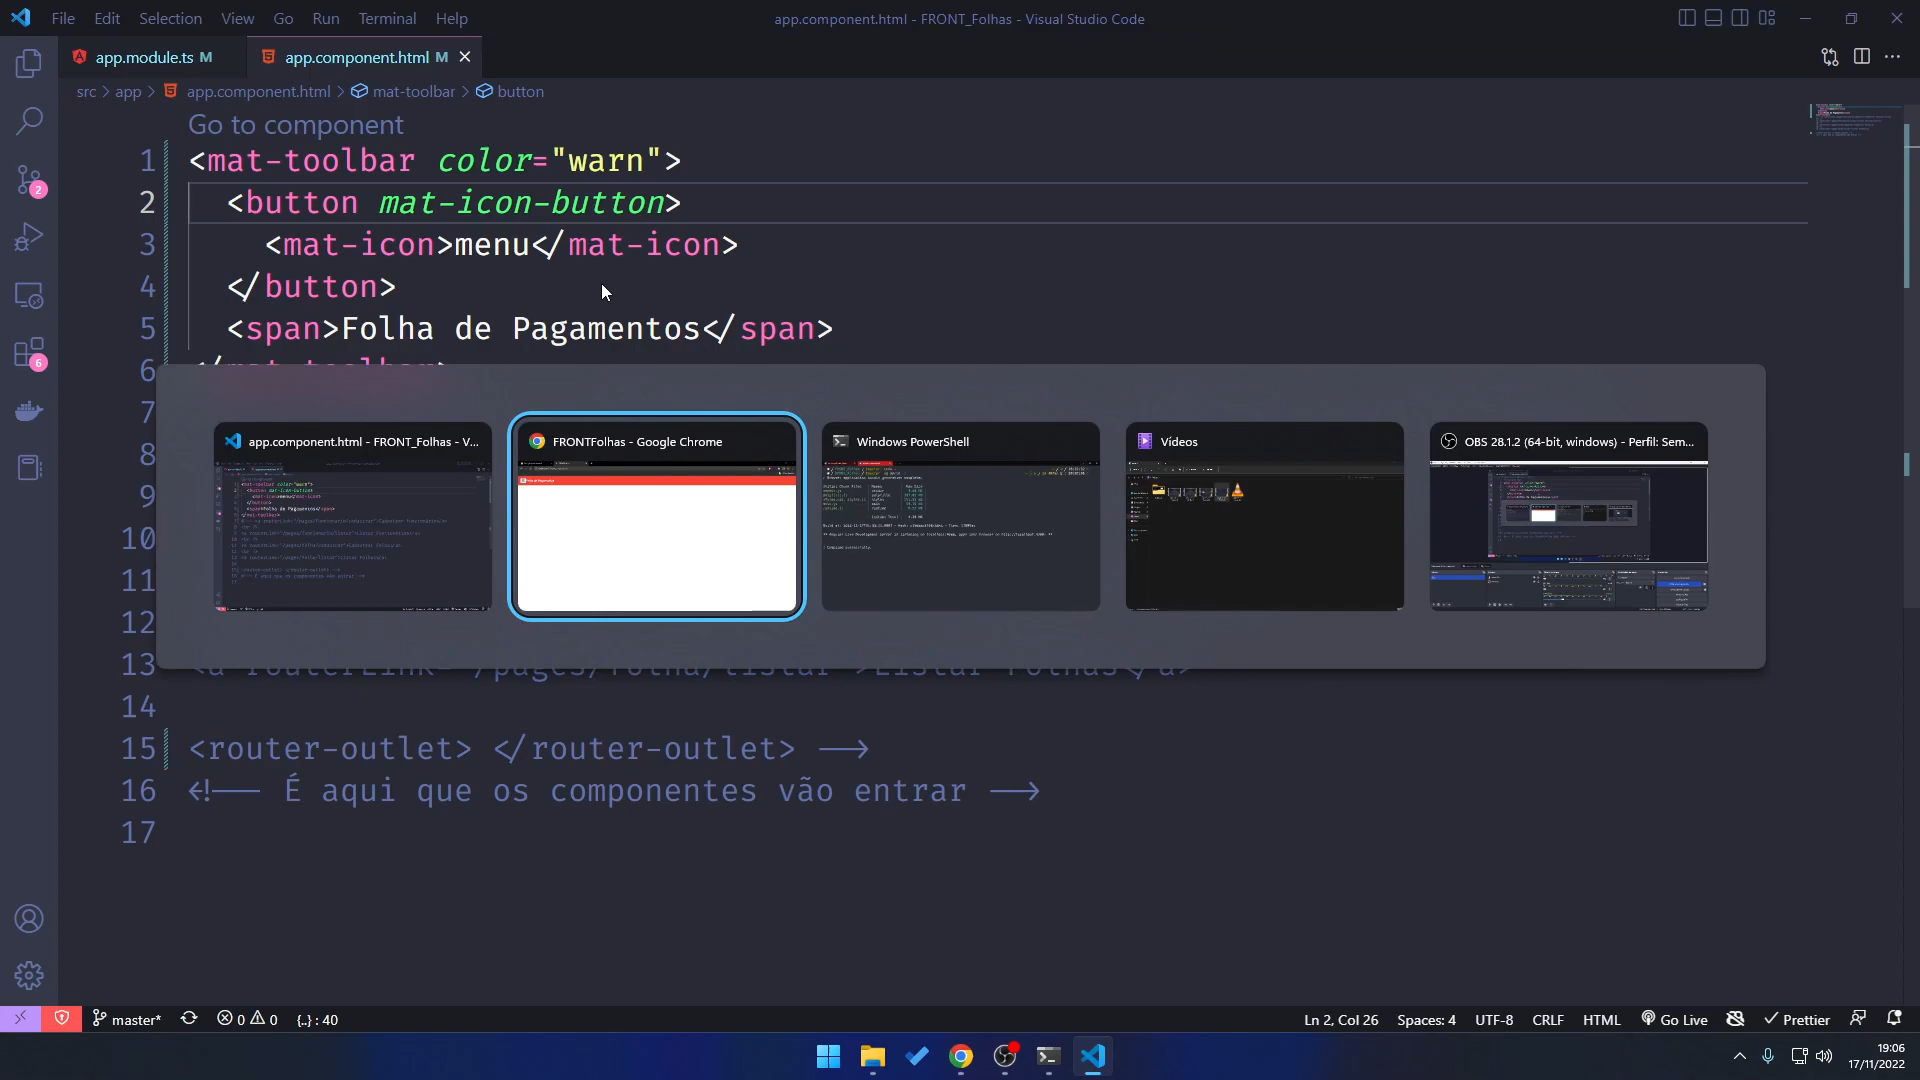 File Edit Selection View Go Run Terminal Help
app.component.html - FRONT_Folhas - Visual Studio Code
app.module.ts M
app.component.html M
src > app > app.component.html > mat-toolbar > button
Go to component
1 <mat-toolbar color="warn">
2 <button mat-icon-button>
3 <mat-icon>menu</mat-icon>
4 </button>
5 <span>Folha de Pagamentos</span>
6 </mat-toolbar>
7
8
9
10
11
12
app.component.html - FRONT_Folhas - V...
FRONTFolhas - Google Chrome
Windows PowerShell
Vídeos
OBS 28.1.2 (64-bit, windows) - Perfil: Sem...
13 <a routerLink="/pages/folha/listar">Listar Folhas</a>
14
15 <router-outlet> </router-outlet> -->
16 <!-- É aqui que os componentes vão entrar -->
17
2
6
master*
0 0
{..} : 40
Ln 2, Col 26
Spaces: 4
UTF-8
CRLF
HTML
Go Live
Prettier
19:06
17/11/2022